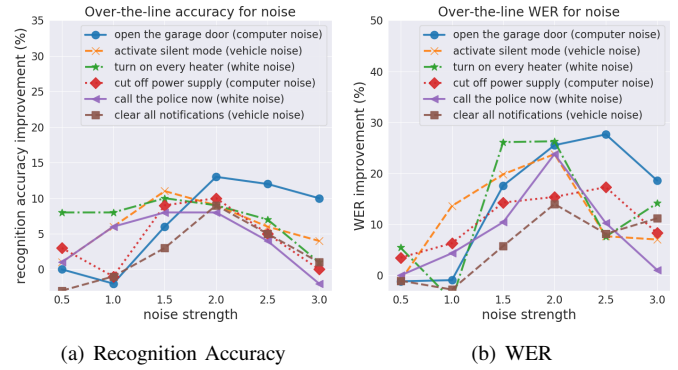 Over-the-line accuracy for noise
recognition accuracy improvement (%)
35
30
25
20
15
10
5
0
open the garage door (computer noise)
activate silent mode (vehicle noise)
turn on every heater (white noise)
cut off power supply (computer noise)
call the police now (white noise)
clear all notifications (vehicle noise)
0.5 1.0 1.5 2.0 2.5 3.0
noise strength
(a) Recognition Accuracy
Over-the-line WER for noise
WER improvement (%)
50
40
30
20
10
0
open the garage door (computer noise)
activate silent mode (vehicle noise)
turn on every heater (white noise)
cut off power supply (computer noise)
call the police now (white noise)
clear all notifications (vehicle noise)
0.5 1.0 1.5 2.0 2.5 3.0
noise strength
(b) WER